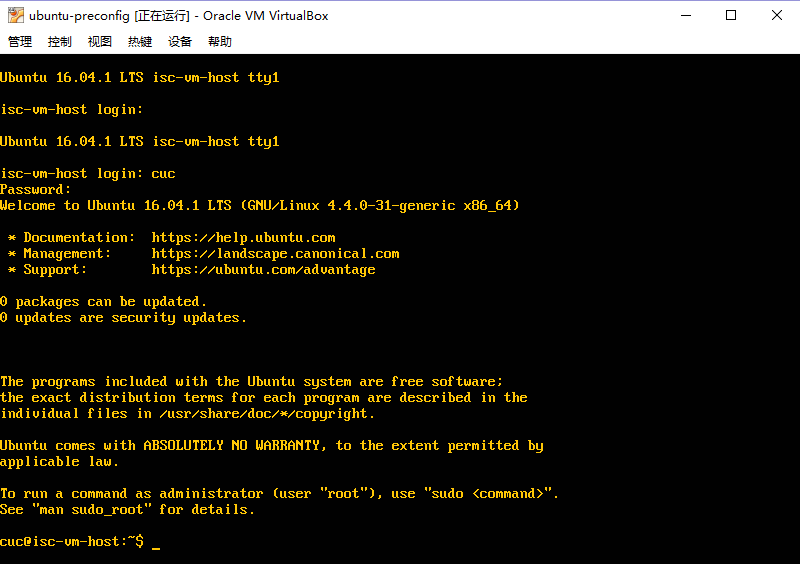 ubuntu-preconfig [正在运行] - Oracle VM VirtualBox
管理 控制 视图 热键 设备 帮助
Ubuntu 16.04.1 LTS isc-vm-host tty1
isc-vm-host login:
Ubuntu 16.04.1 LTS isc-vm-host tty1
isc-vm-host login: cuc
Password:
Welcome to Ubuntu 16.04.1 LTS (GNU/Linux 4.4.0-31-generic x86_64)
* Documentation:  https://help.ubuntu.com
* Management:     https://landscape.canonical.com
* Support:        https://ubuntu.com/advantage
0 packages can be updated.
0 updates are security updates.
The programs included with the Ubuntu system are free software;
the exact distribution terms for each program are described in the
individual files in /usr/share/doc/*/copyright.
Ubuntu comes with ABSOLUTELY NO WARRANTY, to the extent permitted by
applicable law.
To run a command as administrator (user "root"), use "sudo <command>".
See "man sudo_root" for details.
cuc@isc-vm-host:~$ _